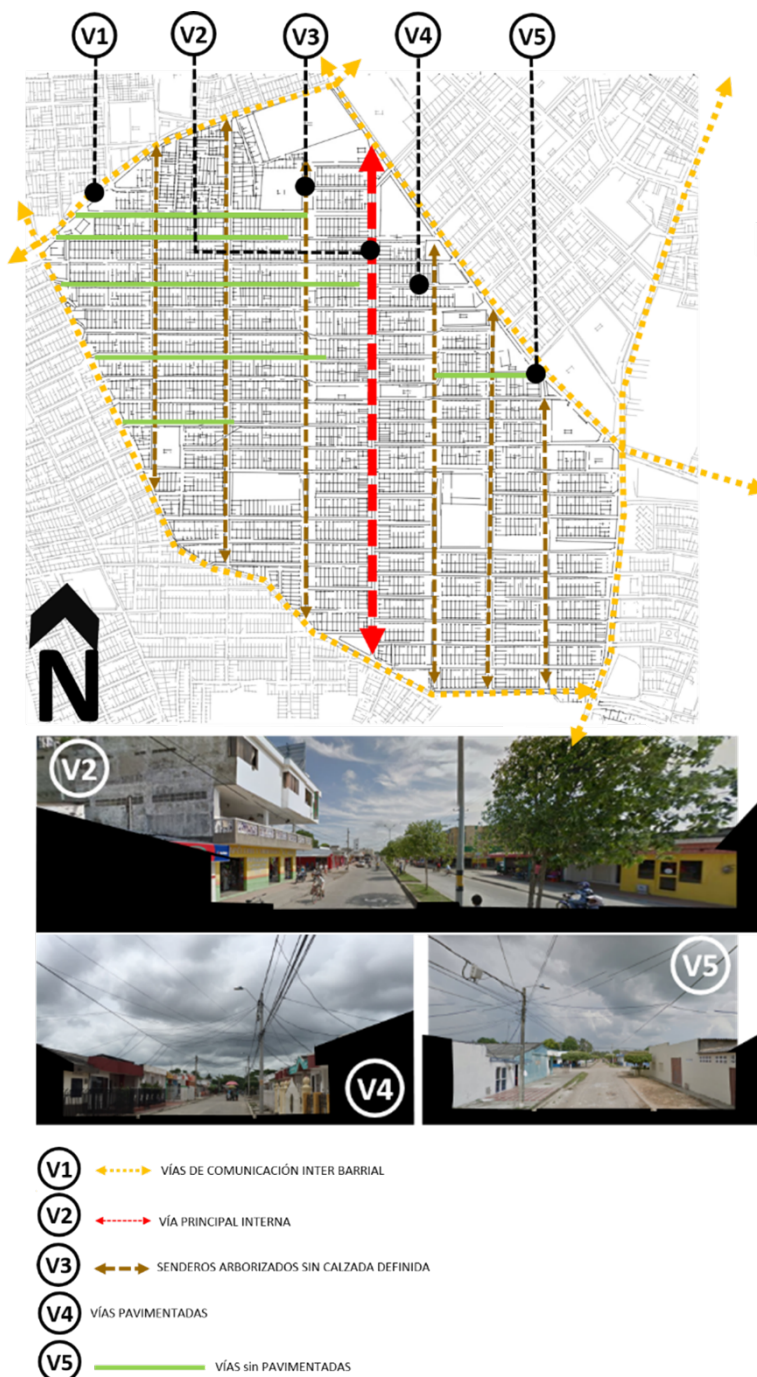 V1 V2 V3 V4 V5
N
V2
V4
V5
V1 VÍAS DE COMUNICACIÓN INTER BARRIAL
V2 VÍA PRINCIPAL INTERNA
V3 SENDEROS ARBORIZADOS SIN CALZADA DEFINIDA
V4 VÍAS PAVIMENTADAS
V5 VÍAS sin PAVIMENTADAS